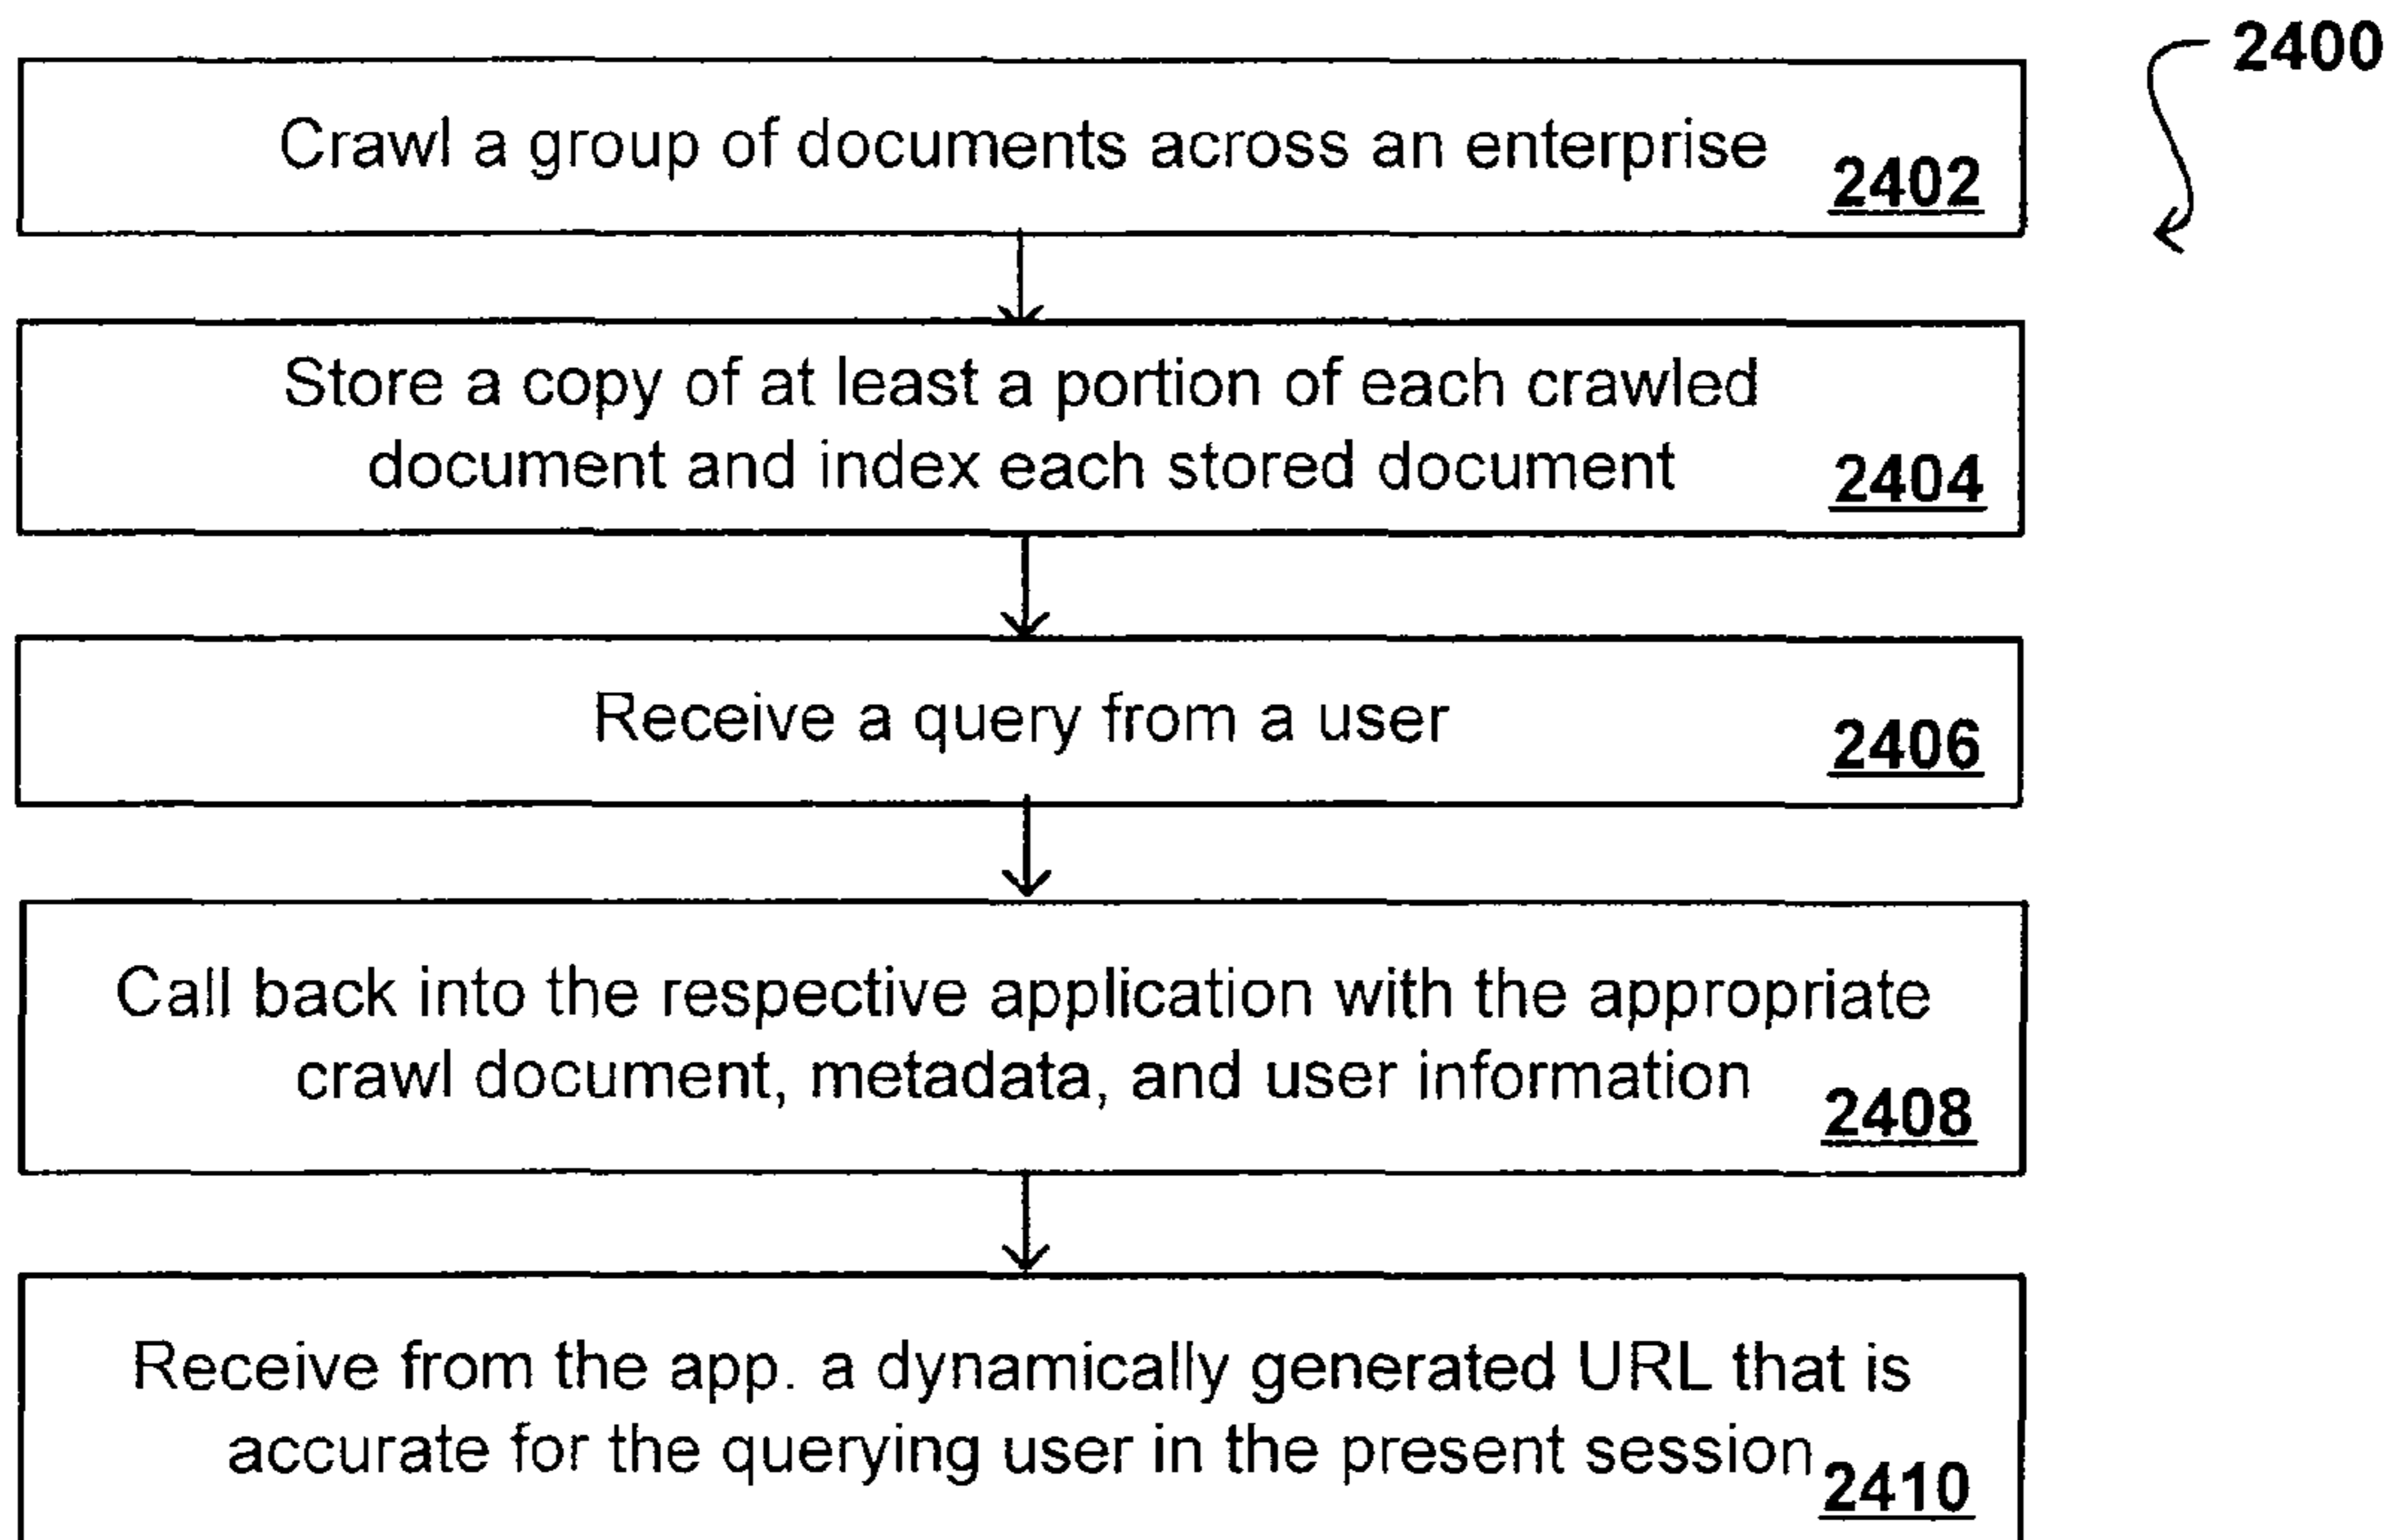 2400
Crawl a group of documents across an enterprise
2402
Store a copy of at least a portion of each crawled
document and index each stored document
2404
Receive a query from a user
2406
Call back into the respective application with the appropriate
crawl document, metadata, and user information
2408
Receive from the app. a dynamically generated URL that is
accurate for the querying user in the present session
2410